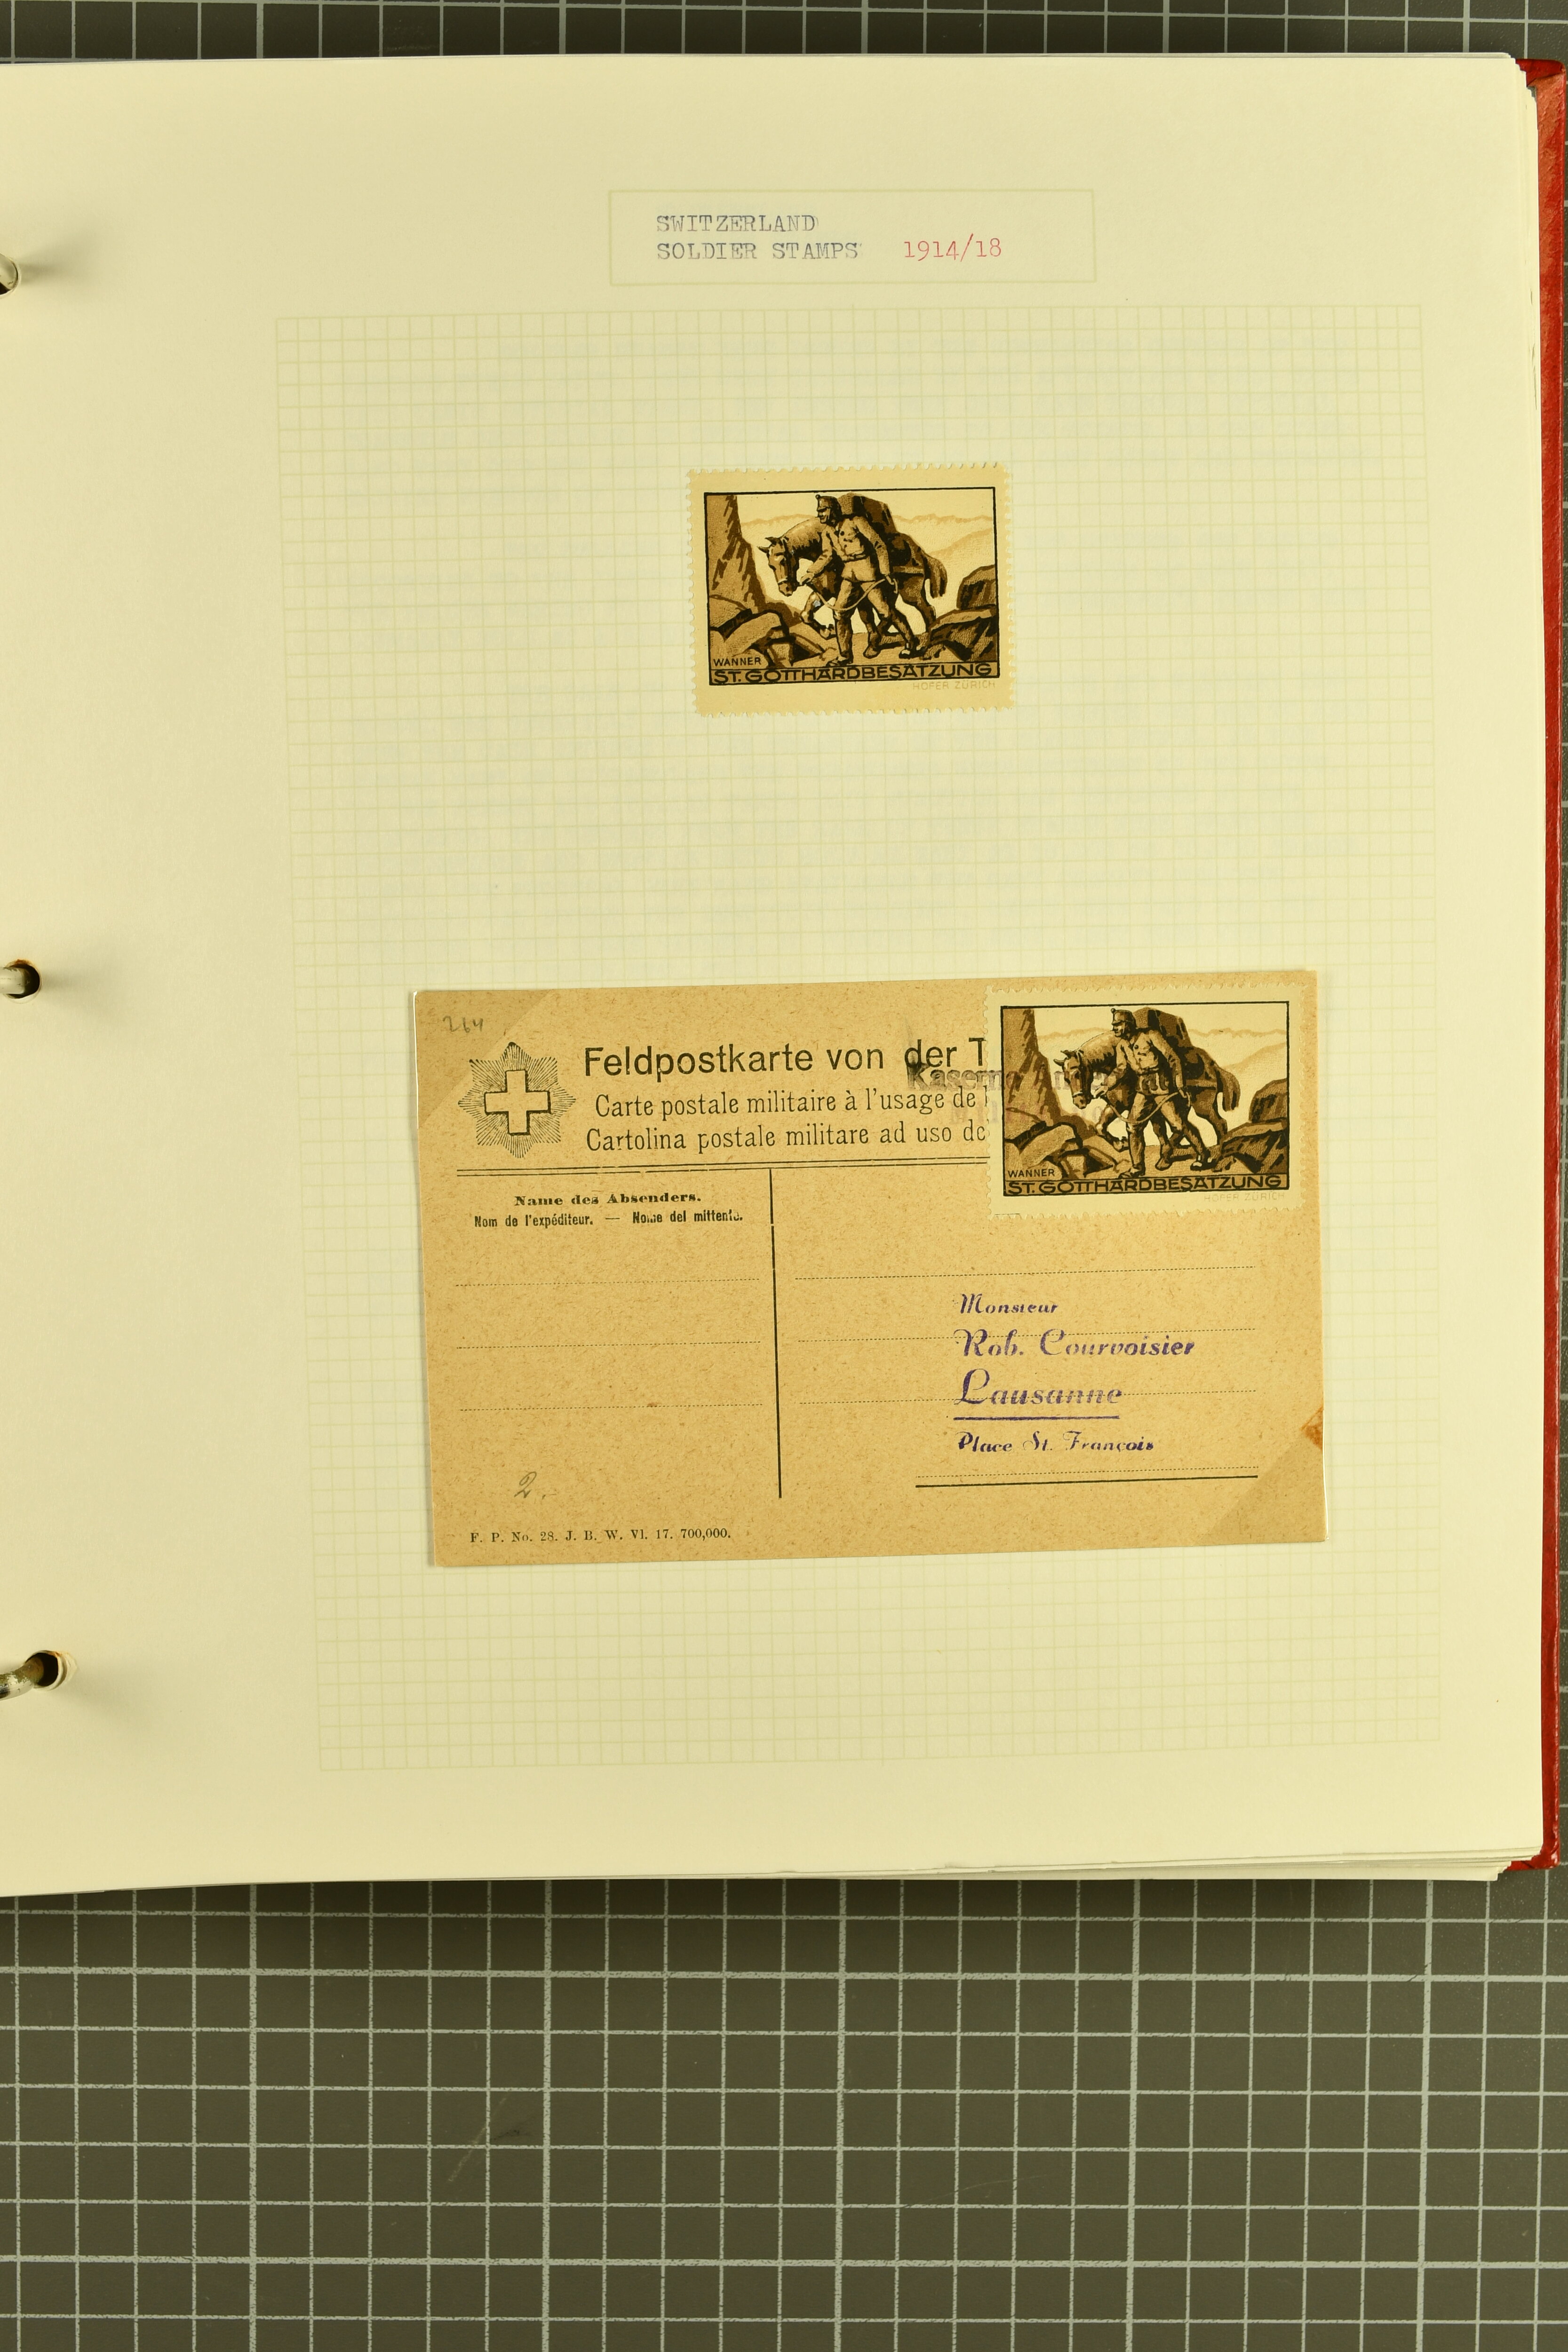 SWITZERLAND
SOLDIER STAMPS 1914/18
WANNER
ST. GOTTHARDBESATZUNG
HOFER ZÜRICH
264
Feldpostkarte von der T
Kaserne
Carte postale militaire à l'usage de l
Cartolina postale militare ad uso de
WANNER
ST. GOTTHARDBESATZUNG
HOFER ZÜRICH
Name des Absenders.
Nom de l'expéditeur. — Nome del mittente.
Monsieur
Rob. Courvoisier
Lausanne
Place St. François
2.
F. P. No. 28. J. B. W. VI. 17. 700,000.